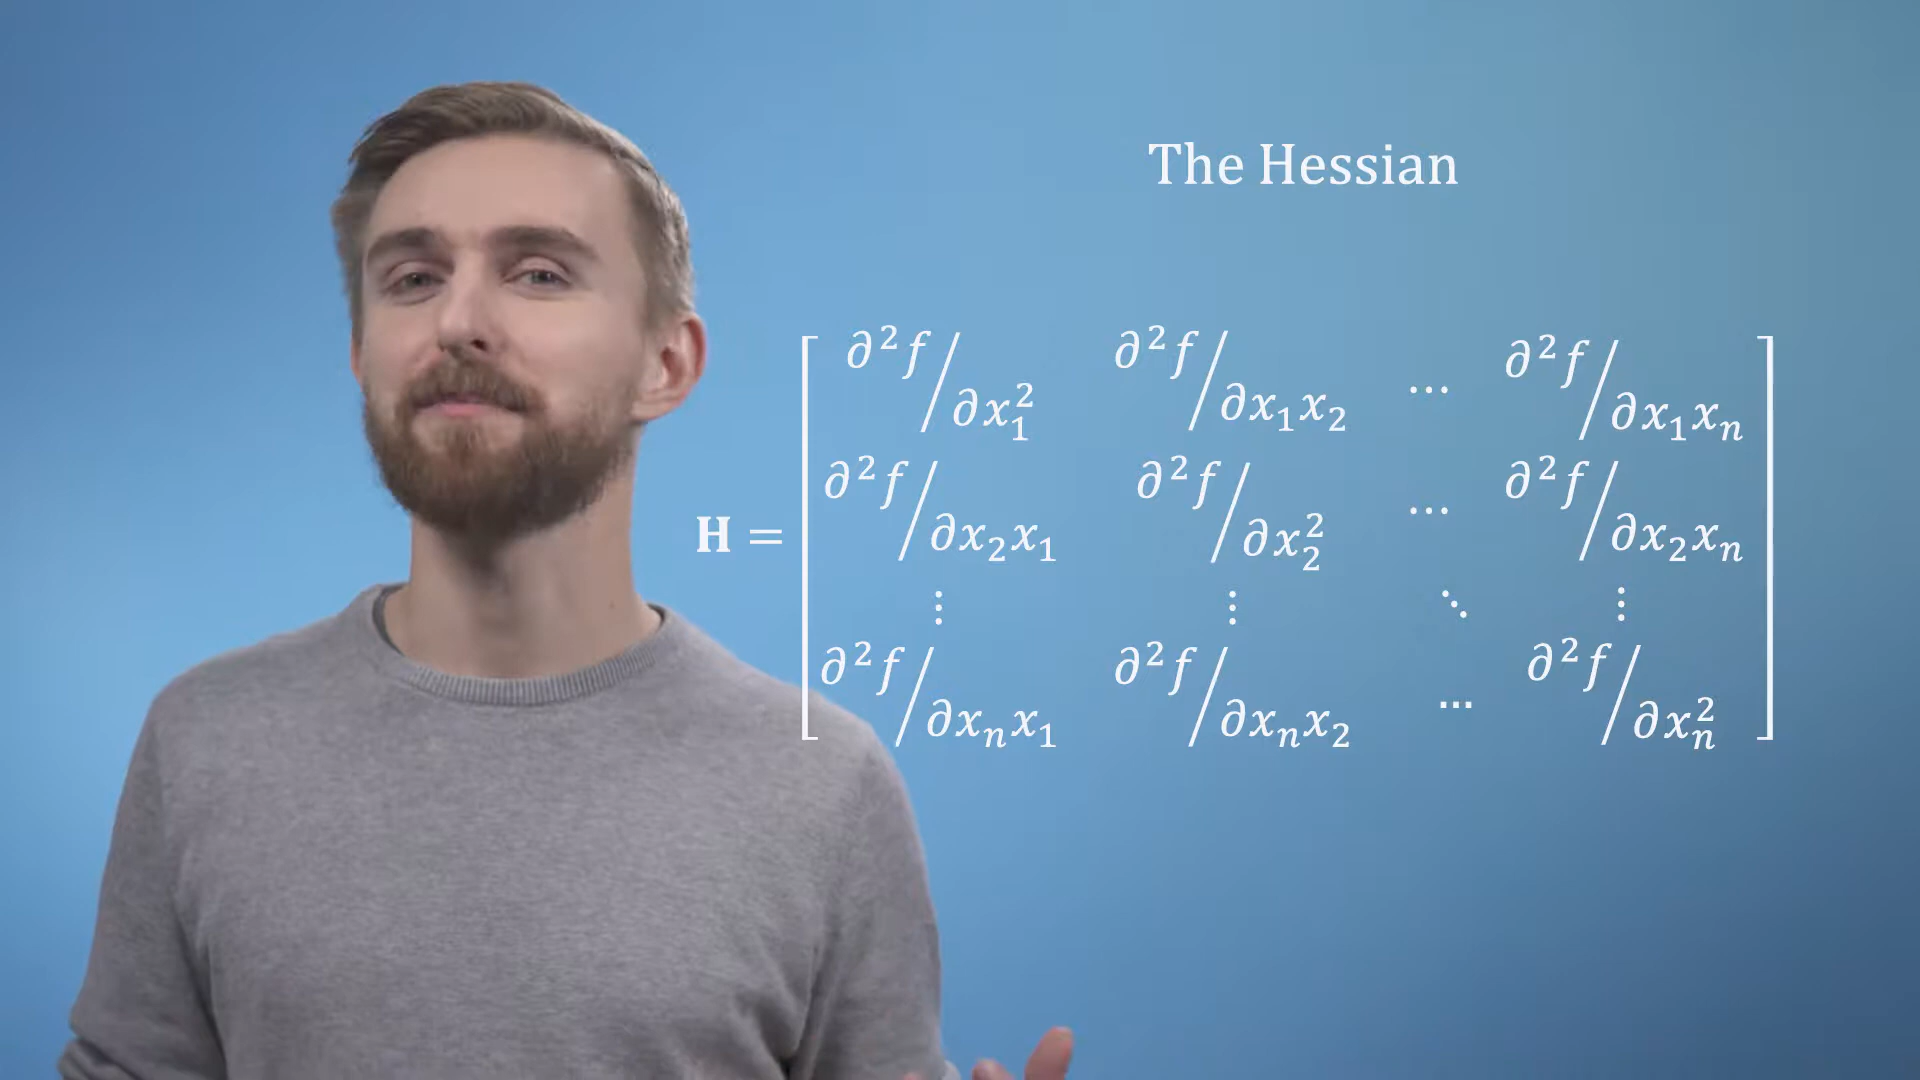 The Hessian
H = [ ∂²f/∂x₁² ∂²f/∂x₁x₂ … ∂²f/∂x₁xₙ
∂²f/∂x₂x₁ ∂²f/∂x₂² … ∂²f/∂x₂xₙ
⋮ ⋮ ⋱ ⋮
∂²f/∂xₙx₁ ∂²f/∂xₙx₂ … ∂²f/∂xₙ² ]